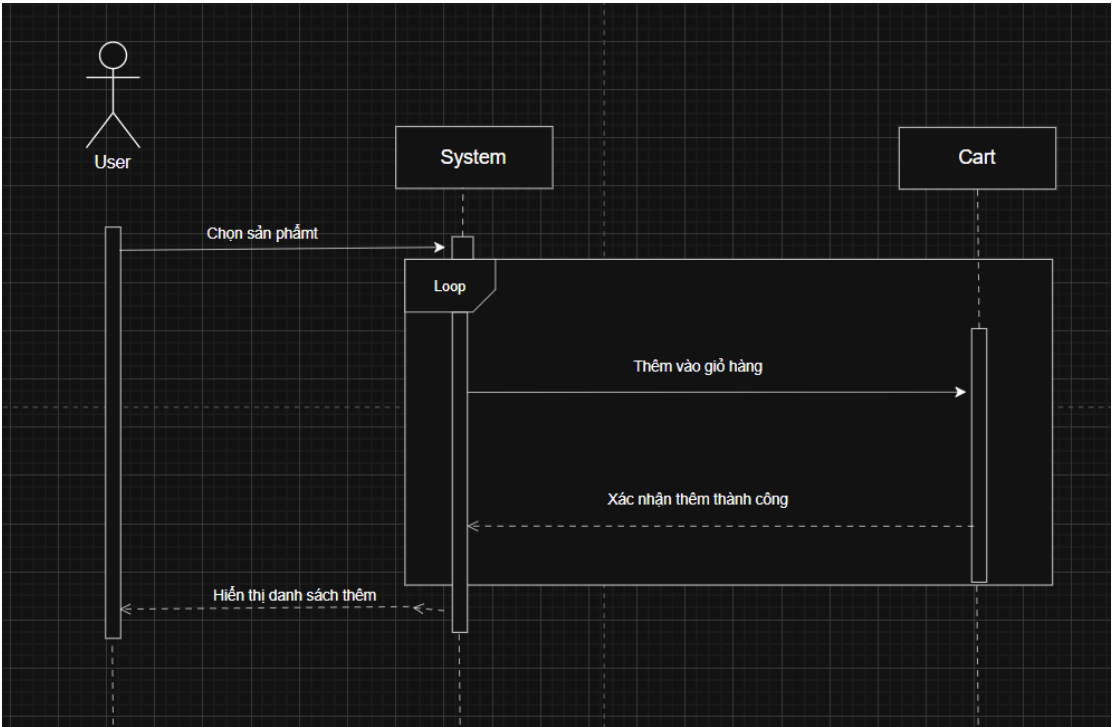 User
System
Cart
Chọn sản phẩmt
Loop
Thêm vào giỏ hàng
Xác nhận thêm thành công
Hiển thị danh sách thêm